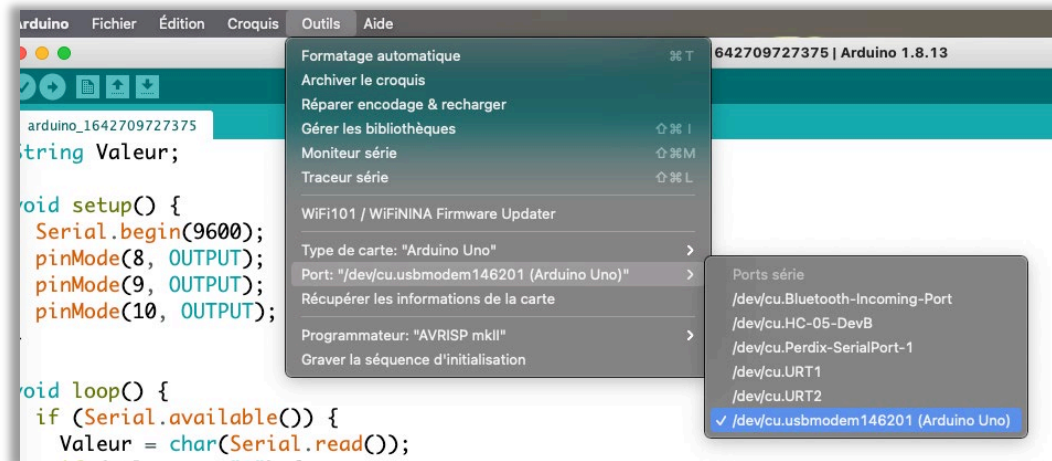 Arduino Fichier Édition Croquis Outils Aide
642709727375 | Arduino 1.8.13
arduino_1642709727375
String Valeur;
void setup() {
Serial.begin(9600);
pinMode(8, OUTPUT);
pinMode(9, OUTPUT);
pinMode(10, OUTPUT);
void loop() {
if (Serial.available()) {
Valeur = char(Serial.read());
Formatage automatique ⌘ T
Archiver le croquis
Réparer encodage & recharger
Gérer les bibliothèques ⇧ ⌘ I
Moniteur série ⇧ ⌘ M
Traceur série ⇧ ⌘ L
WiFi101 / WiFiNINA Firmware Updater
Type de carte: "Arduino Uno"
Port: "/dev/cu.usbmodem146201 (Arduino Uno)"
Récupérer les informations de la carte
Programmateur: "AVRISP mkII"
Graver la séquence d'initialisation
Ports série
/dev/cu.Bluetooth-Incoming-Port
/dev/cu.HC-05-DevB
/dev/cu.Perdix-SerialPort-1
/dev/cu.URT1
/dev/cu.URT2
✓ /dev/cu.usbmodem146201 (Arduino Uno)